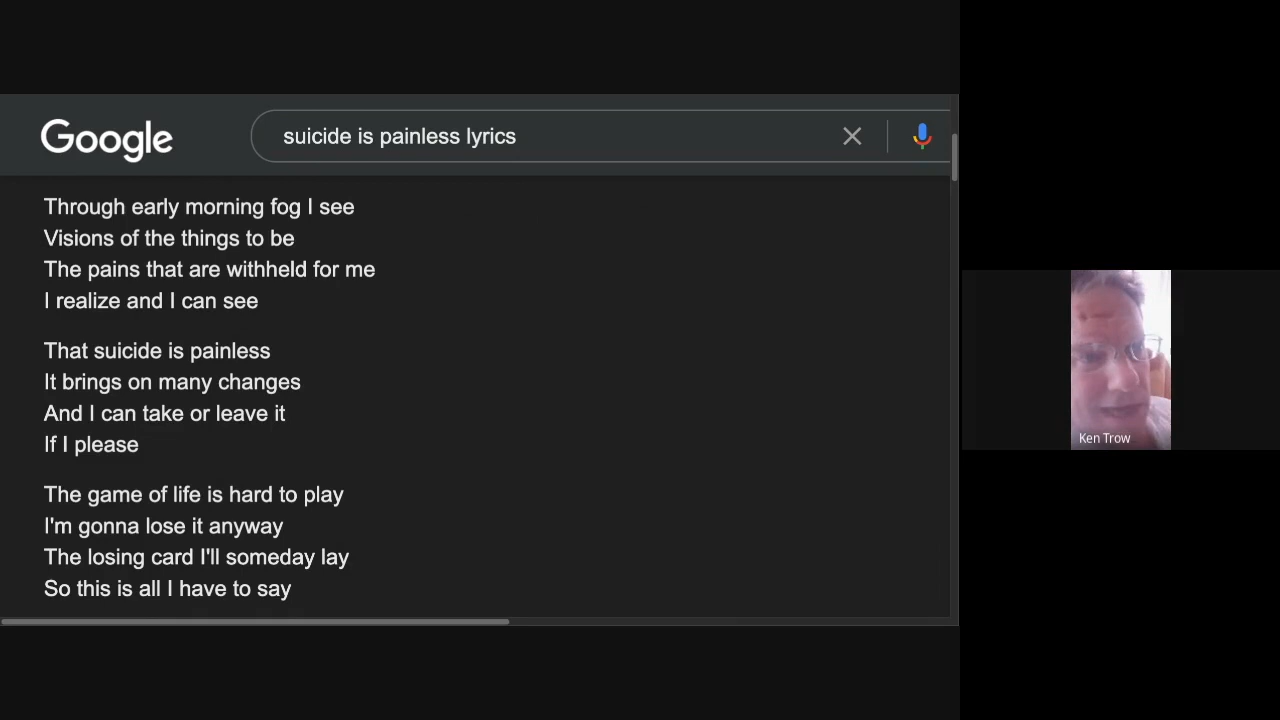 Google
suicide is painless lyrics
Through early morning fog I see
Visions of the things to be
The pains that are withheld for me
I realize and I can see
That suicide is painless
It brings on many changes
And I can take or leave it
If I please
The game of life is hard to play
I'm gonna lose it anyway
The losing card I'll someday lay
So this is all I have to say
Ken Trow